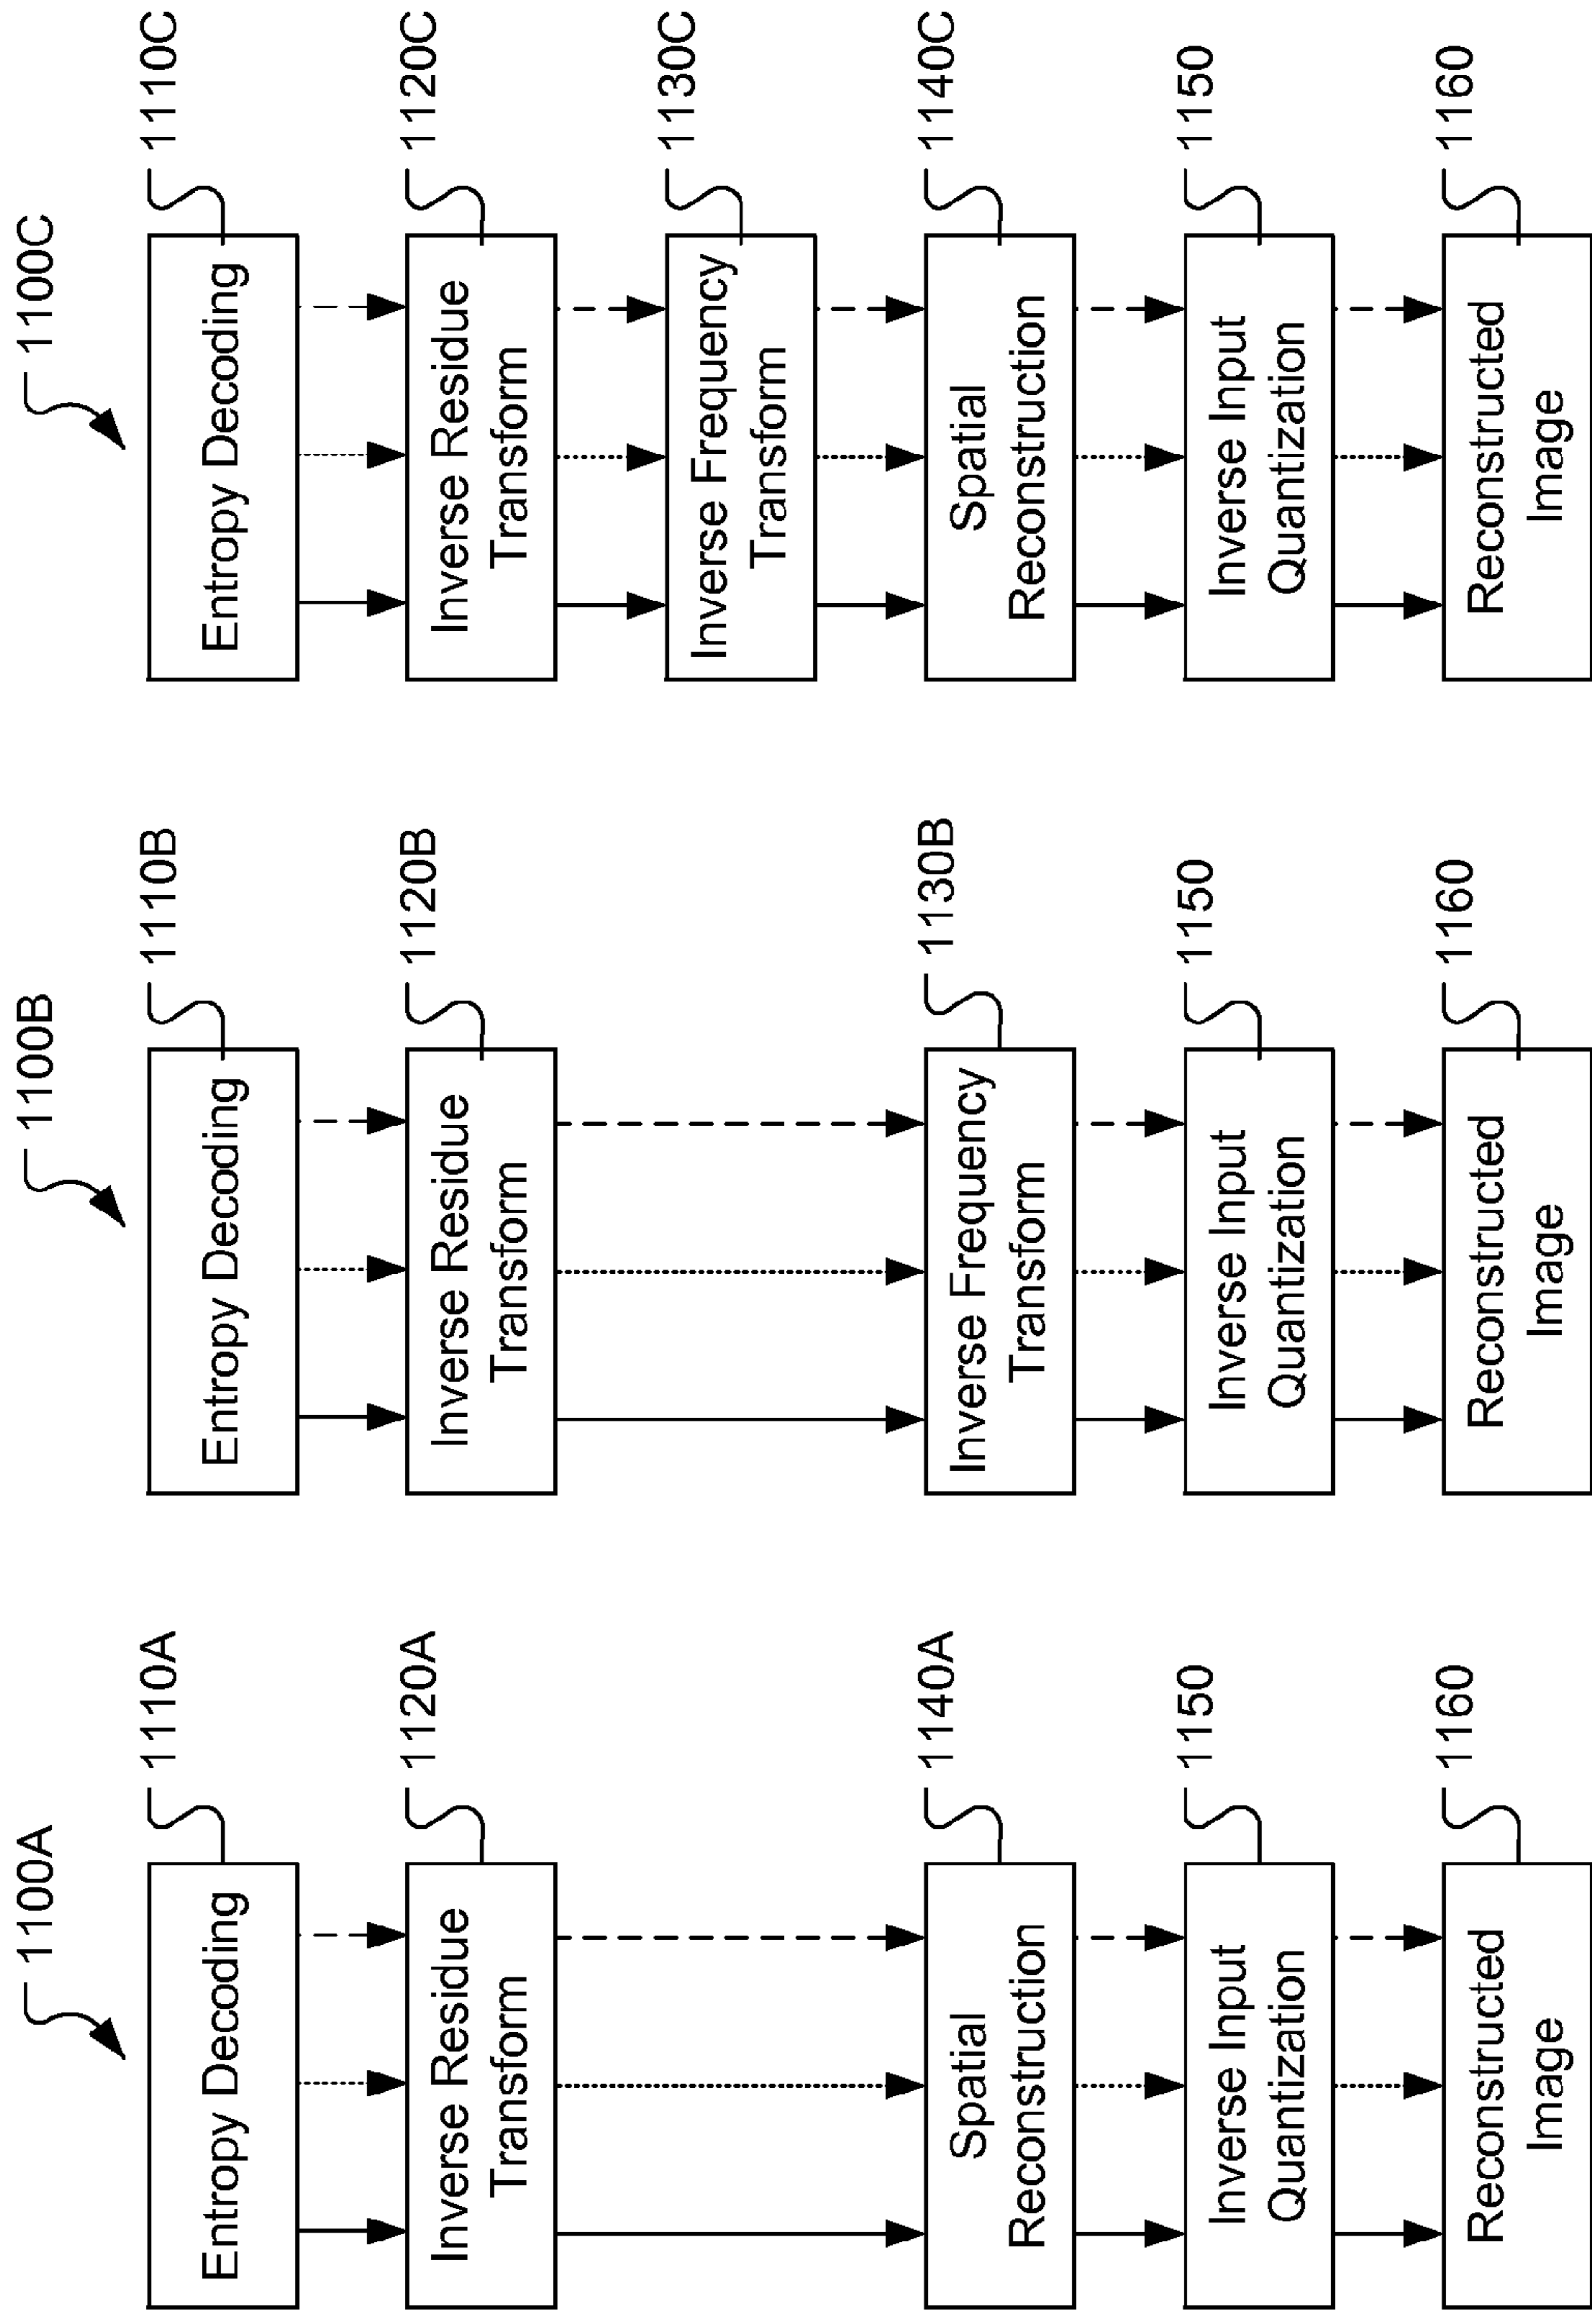 1100A
Entropy Decoding
1110A
Inverse Residue
Transform
1120A
Spatial
Reconstruction
1140A
Inverse Input
Quantization
1150
Reconstructed
Image
1160
1100B
Entropy Decoding
1110B
Inverse Residue
Transform
1120B
Inverse Frequency
Transform
1130B
Inverse Input
Quantization
1150
Reconstructed
Image
1160
1100C
Entropy Decoding
1110C
Inverse Residue
Transform
1120C
Inverse Frequency
Transform
1130C
Spatial
Reconstruction
1140C
Inverse Input
Quantization
1150
Reconstructed
Image
1160